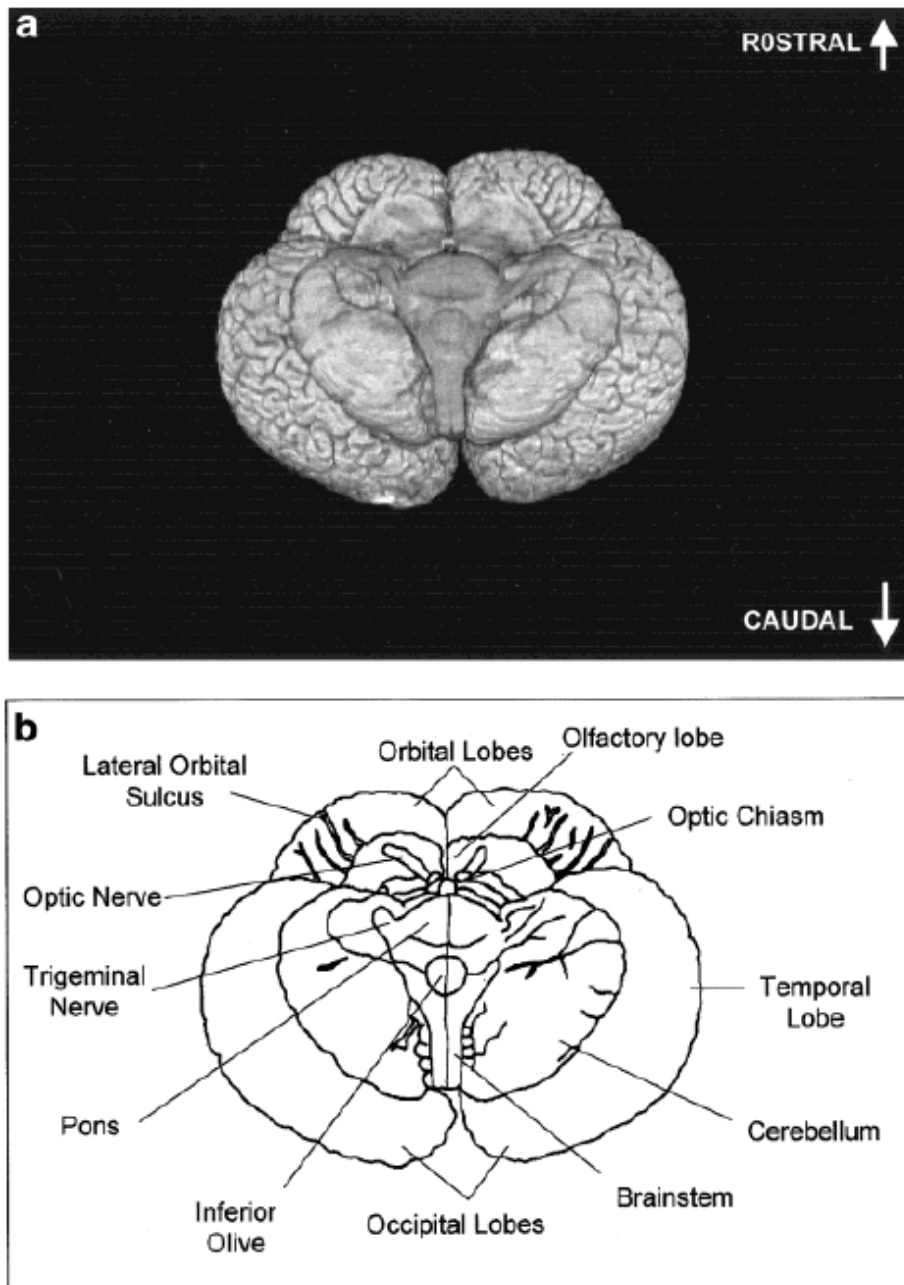 a
R0STRAL
CAUDAL
b
Orbital Lobes
Olfactory lobe
Lateral Orbital
Sulcus
Optic Chiasm
Optic Nerve
Trigeminal
Nerve
Temporal
Lobe
Pons
Cerebellum
Inferior
Olive
Occipital Lobes
Brainstem